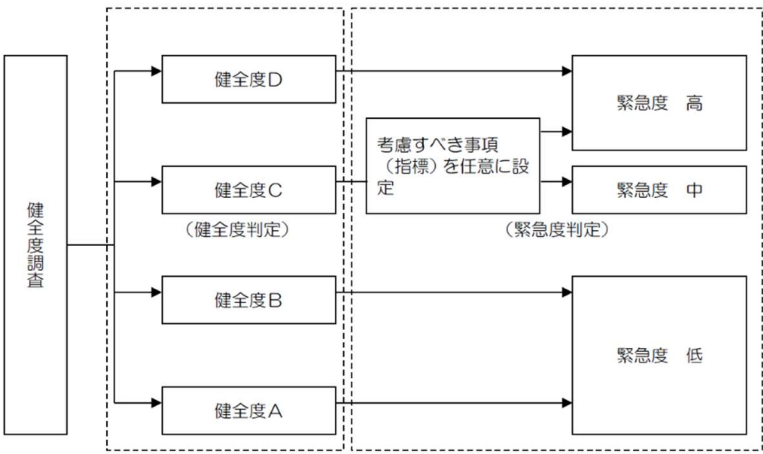 健全度調査
健全度D
健全度C
（健全度判定）
健全度B
健全度A
考慮すべき事項
（指標）を任意に設
定
（緊急度判定）
緊急度　高
緊急度　中
緊急度　低